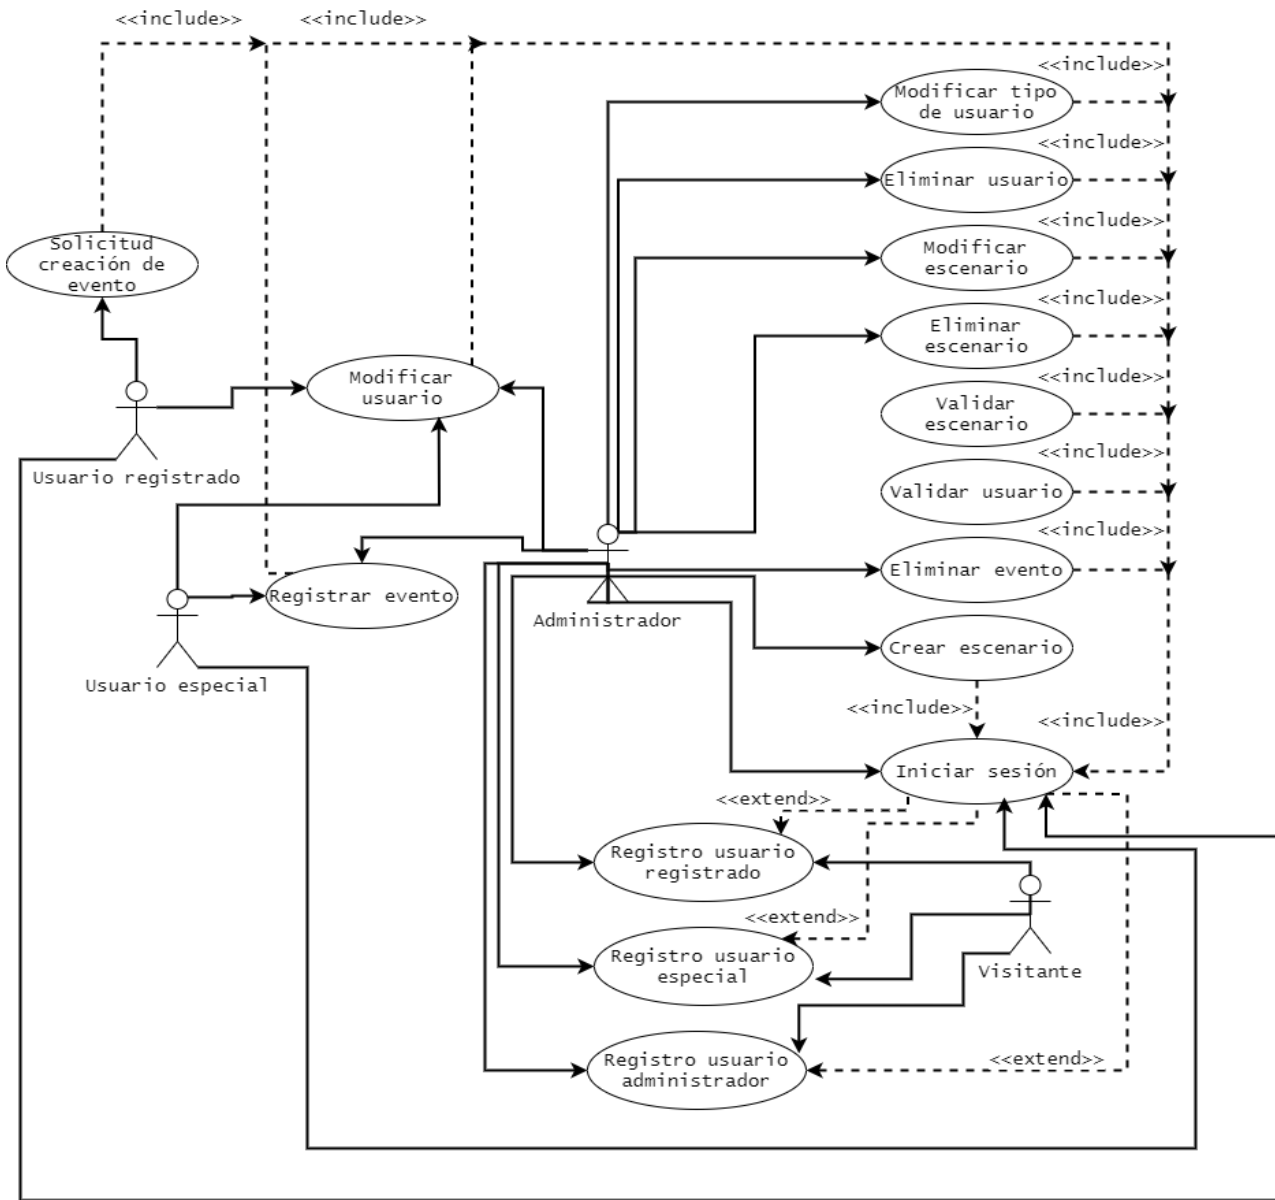 <<include>>
<<include>>
<<include>>
Modificar tipo
de usuario
<<include>>
Eliminar usuario
<<include>>
Solicitud
creación de
evento
Modificar
escenario
<<include>>
Eliminar
escenario
<<include>>
Modificar
usuario
Validar
escenario
<<include>>
Usuario registrado
Validar usuario
<<include>>
Eliminar evento
Registrar evento
Administrador
Crear escenario
Usuario especial
<<include>>
<<include>>
Iniciar sesión
<<extend>>
Registro usuario
registrado
<<extend>>
Registro usuario
especial
Visitante
Registro usuario
administrador
<<extend>>